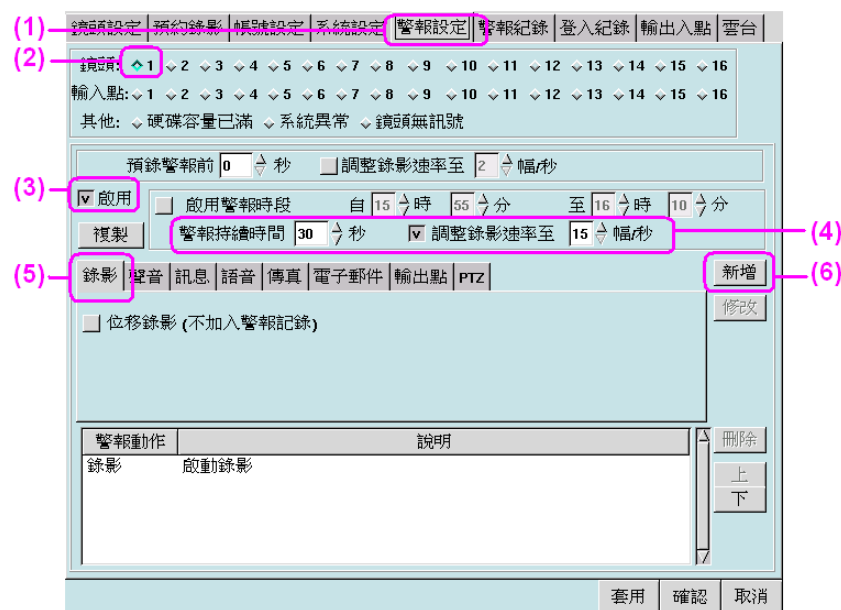 (1) 鏡頭設定 預約錄影 帳號設定 系統設定 警報設定 警報紀錄 登入紀錄 輸出入點 雲台
(2) 鏡頭: 1 2 3 4 5 6 7 8 9 10 11 12 13 14 15 16
輸入點: 1 2 3 4 5 6 7 8 9 10 11 12 13 14 15 16
其他: 硬碟容量已滿 系統異常 鏡頭無訊號
預錄警報前 0 秒 調整錄影速率至 2 幅/秒
(3) V 啟用 啟用警報時段 自 15 時 55 分 至 16 時 10 分
複製 警報持續時間 30 秒 V 調整錄影速率至 15 幅/秒 (4)
(5) 錄影 聲音 訊息 語音 傳真 電子郵件 輸出點 PTZ 新增 (6)
修改
位移錄影 (不加入警報記錄)
警報動作 說明 刪除
錄影 啟動錄影
上
下
套用 確認 取消